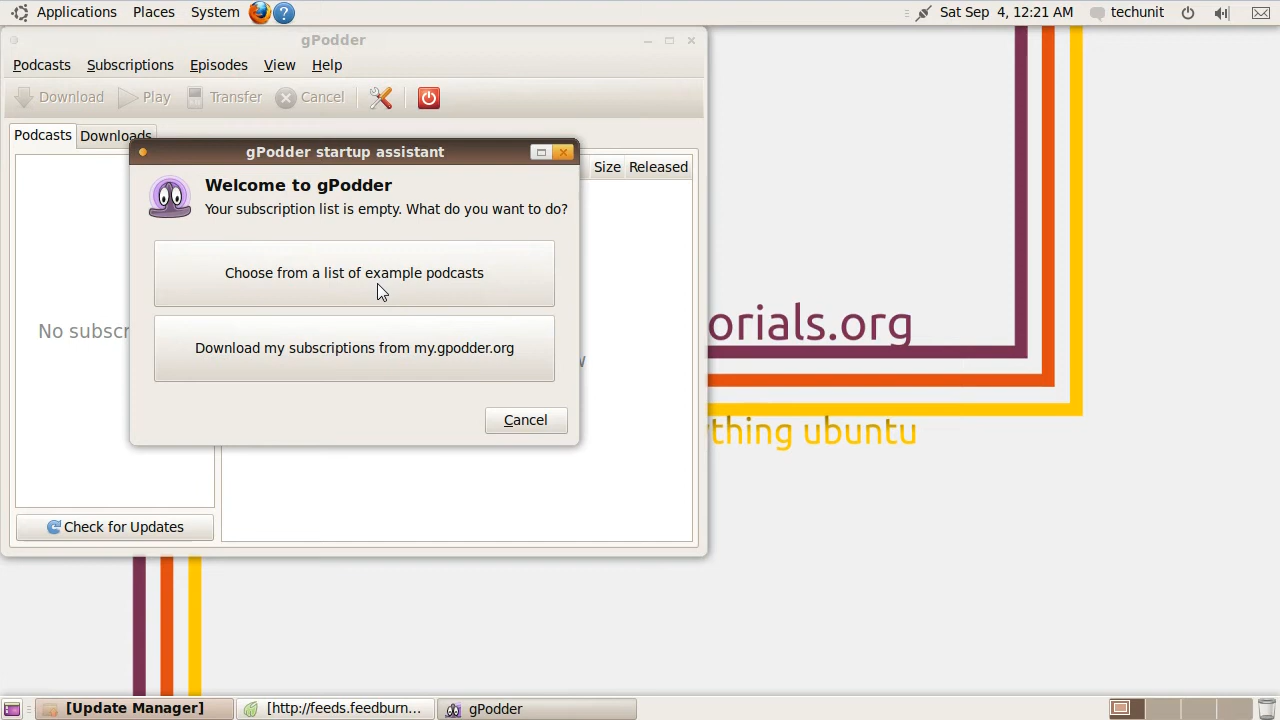 Applications Places System
Sat Sep 4, 12:21 AM techunit
gPodder
Podcasts Subscriptions Episodes View Help
Download Play Transfer Cancel
Podcasts Downloads
gPodder startup assistant
Size Released
Welcome to gPodder
Your subscription list is empty. What do you want to do?
Choose from a list of example podcasts
No subscr
orials.org
Download my subscriptions from my.gpodder.org
w
Cancel
thing ubuntu
Check for Updates
[Update Manager] [http://feeds.feedburn... gPodder